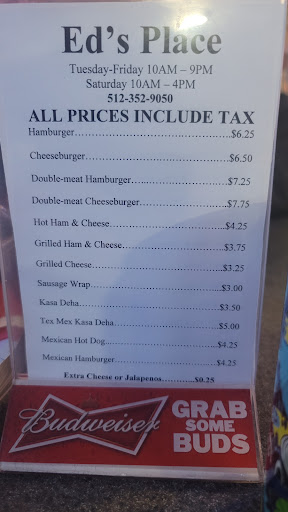 Ed's Place
Tuesday-Friday 10AM – 9PM
Saturday 10AM – 4PM
512-352-9050
ALL PRICES INCLUDE TAX
Hamburger................................$6.25
Cheeseburger................................$6.50
Double-meat Hamburger......................$7.25
Double-meat Cheeseburger....................$7.75
Hot Ham & Cheese............................$4.25
Grilled Ham & Cheese.........................$3.75
Grilled Cheese................................$3.25
Sausage Wrap................................$3.00
Kasa Deha................................$3.50
Tex Mex Kasa Deha..........................$5.00
Mexican Hot Dog............................$4.25
Mexican Hamburger..........................$4.25
Extra Cheese or Jalapenos...........$0.25
Budweiser
GRAB
SOME
BUDS